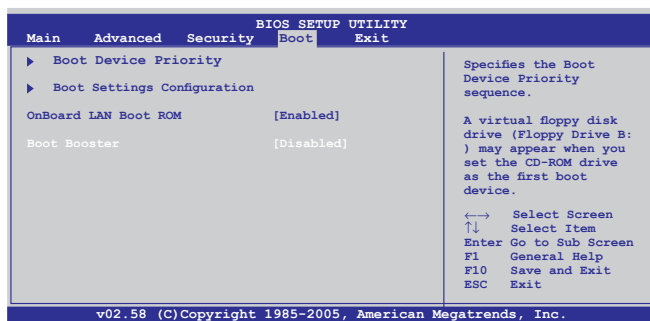 BIOS SETUP UTILITY
Main Advanced Security Boot Exit
Boot Device Priority
Boot Settings Configuration
OnBoard LAN Boot ROM [Enabled]
Boot Booster [Disabled]
Specifies the Boot
Device Priority
sequence.
A virtual floppy disk
drive (Floppy Drive B:
) may appear when you
set the CD-ROM drive
as the first boot
device.
←→ Select Screen
↑↓ Select Item
Enter Go to Sub Screen
F1 General Help
F10 Save and Exit
ESC Exit
v02.58 (C)Copyright 1985-2005, American Megatrends, Inc.